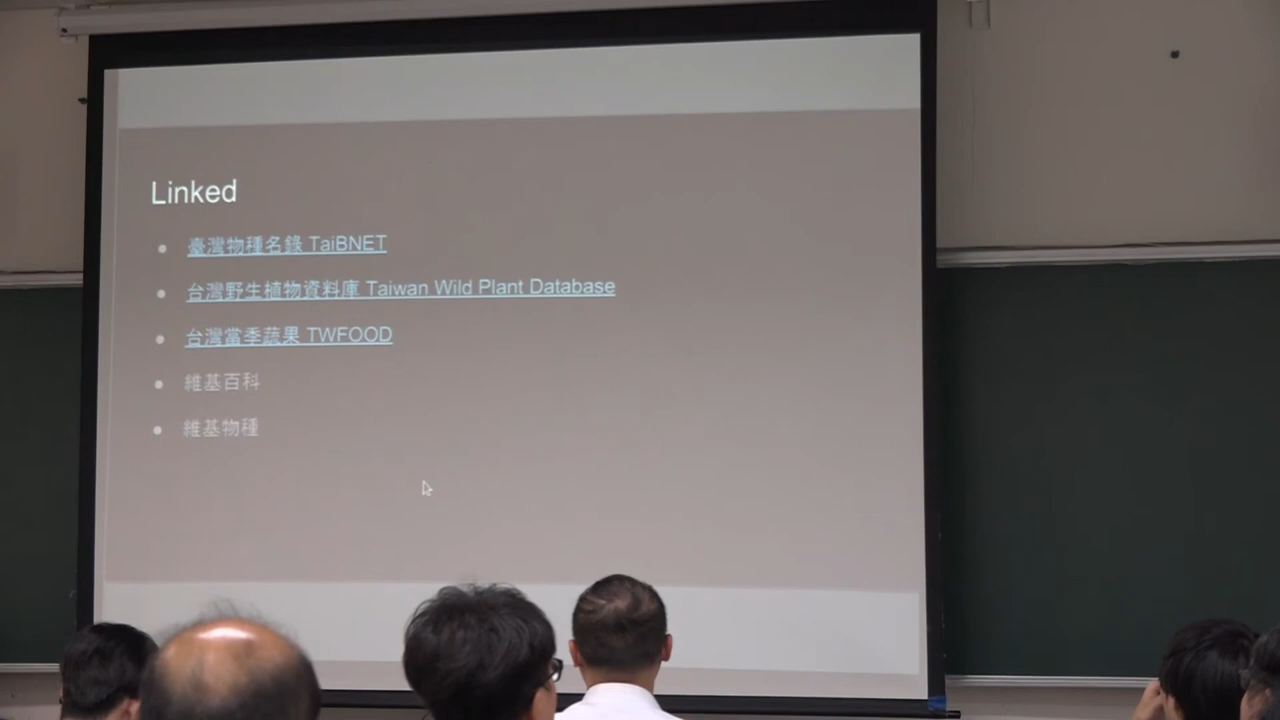 Linked
臺灣物種名錄 TaiBNET
台灣野生植物資料庫 Taiwan Wild Plant Database
台灣當季蔬果 TWFOOD
維基百科
維基物種